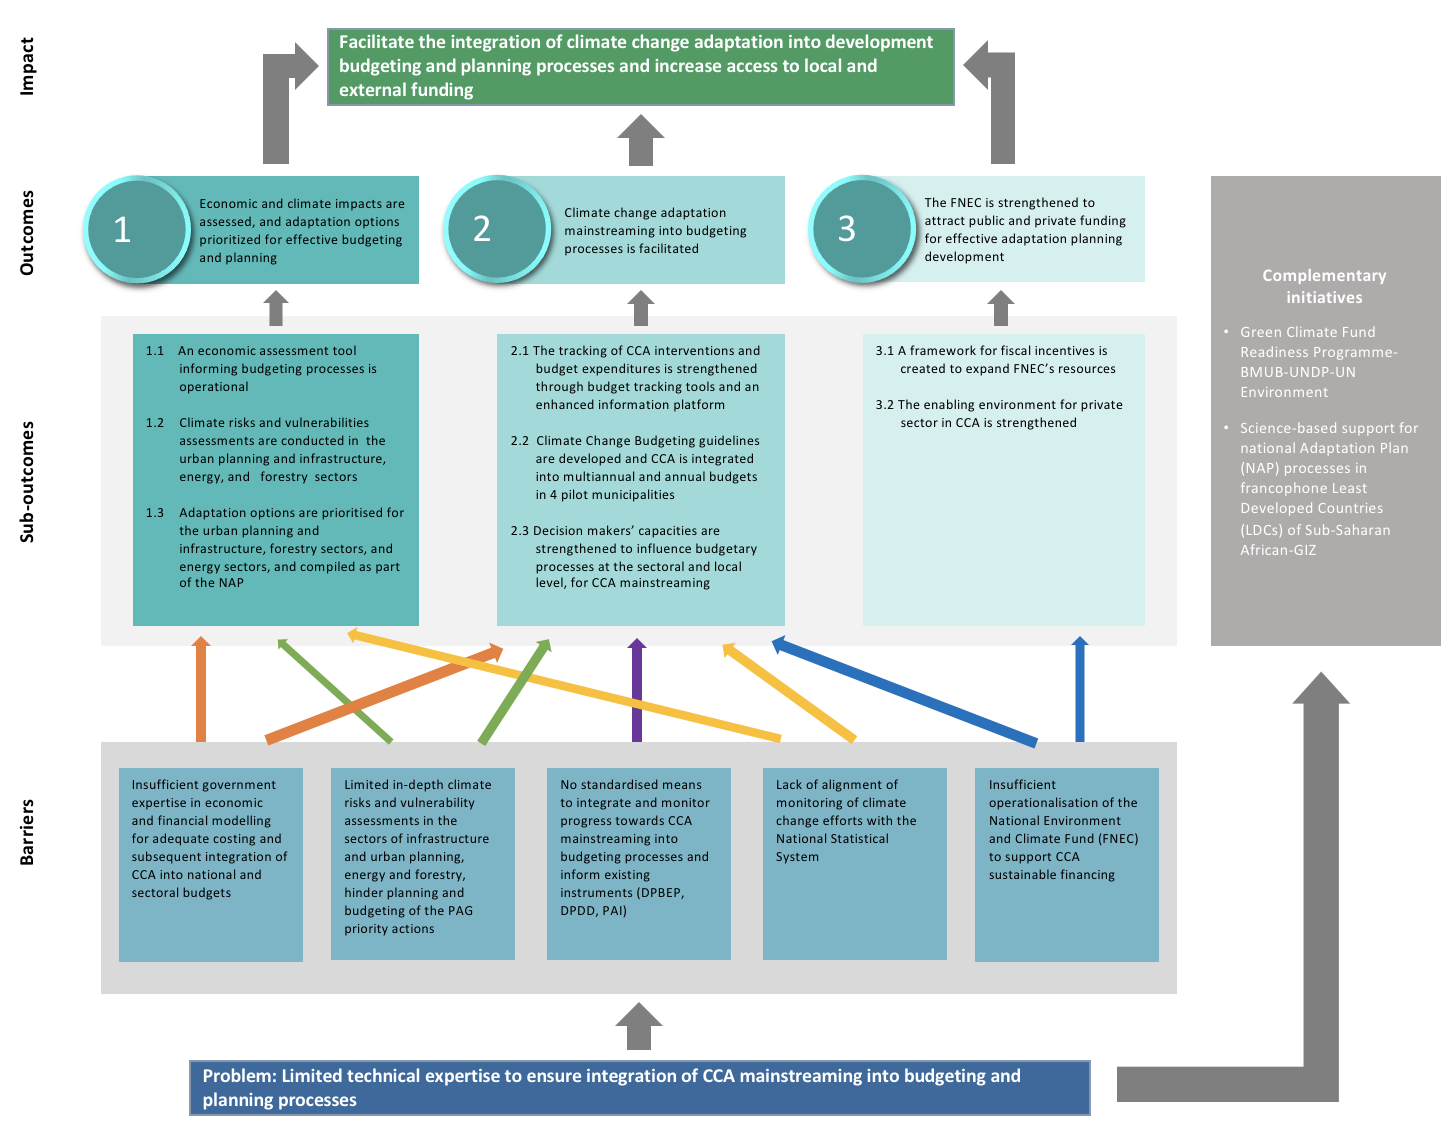 Impact
Facilitate the integration of climate change adaptation into development
budgeting and planning processes and increase access to local and
external funding
Outcomes
1
Economic and climate impacts are
assessed, and adaptation options
prioritized for effective budgeting
and planning
2
Climate change adaptation
mainstreaming into budgeting
processes is facilitated
3
The FNEC is strengthened to
attract public and private funding
for effective adaptation planning
development
Sub-outcomes
1.1 An economic assessment tool
informing budgeting processes is
operational
1.2 Climate risks and vulnerabilities
assessments are conducted in the
urban planning and infrastructure,
energy, and forestry sectors
1.3 Adaptation options are prioritised for
the urban planning and
infrastructure, forestry sectors, and
energy sectors, and compiled as part
of the NAP
2.1 The tracking of CCA interventions and
budget expenditures is strengthened
through budget tracking tools and an
enhanced information platform
2.2 Climate Change Budgeting guidelines
are developed and CCA is integrated
into multiannual and annual budgets
in 4 pilot municipalities
2.3 Decision makers’ capacities are
strengthened to influence budgetary
processes at the sectoral and local
level, for CCA mainstreaming
3.1 A framework for fiscal incentives is
created to expand FNEC’s resources
3.2 The enabling environment for private
sector in CCA is strengthened
Complementary
initiatives
• Green Climate Fund
Readiness Programme-
BMUB-UNDP-UN
Environment
• Science-based support for
national Adaptation Plan
(NAP) processes in
francophone Least
Developed Countries
(LDCs) of Sub-Saharan
African-GIZ
Barriers
Insufficient government
expertise in economic
and financial modelling
for adequate costing and
subsequent integration of
CCA into national and
sectoral budgets
Limited in-depth climate
risks and vulnerability
assessments in the
sectors of infrastructure
and urban planning,
energy and forestry,
hinder planning and
budgeting of the PAG
priority actions
No standardised means
to integrate and monitor
progress towards CCA
mainstreaming into
budgeting processes and
inform existing
instruments (DPBEP,
DPDD, PAI)
Lack of alignment of
monitoring of climate
change efforts with the
National Statistical
System
Insufficient
operationalisation of the
National Environment
and Climate Fund (FNEC)
to support CCA
sustainable financing
Problem: Limited technical expertise to ensure integration of CCA mainstreaming into budgeting and
planning processes